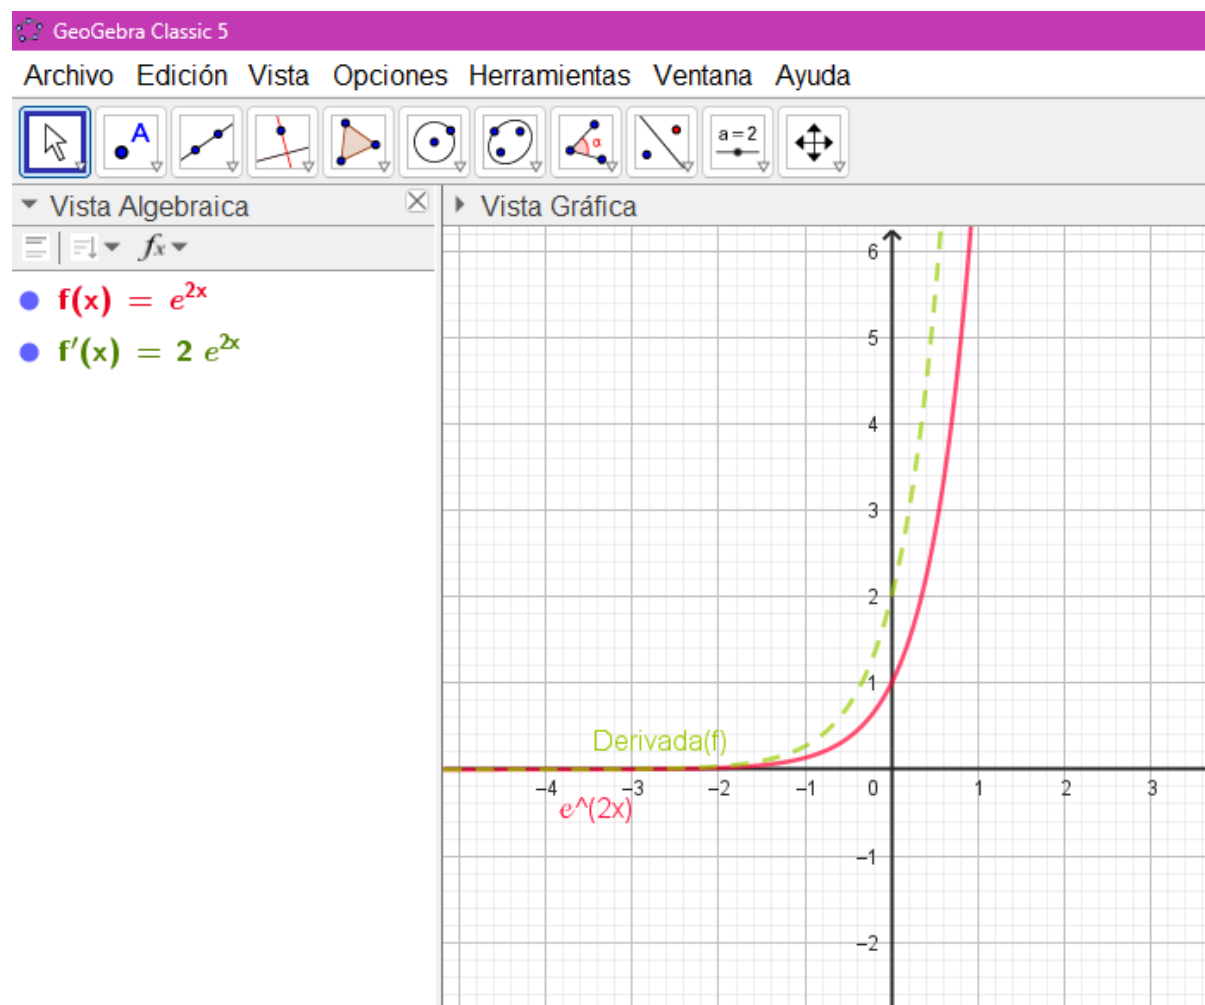 GeoGebra Classic 5
Archivo Edición Vista Opciones Herramientas Ventana Ayuda
A
α
a = 2
Vista Algebraica
Vista Gráfica
fx
f(x) = e^2x
f′(x) = 2 e^2x
6
5
4
3
2
1
Derivada(f)
–4 –3 –2 –1 0 1 2 3
e^(2x)
–1
–2